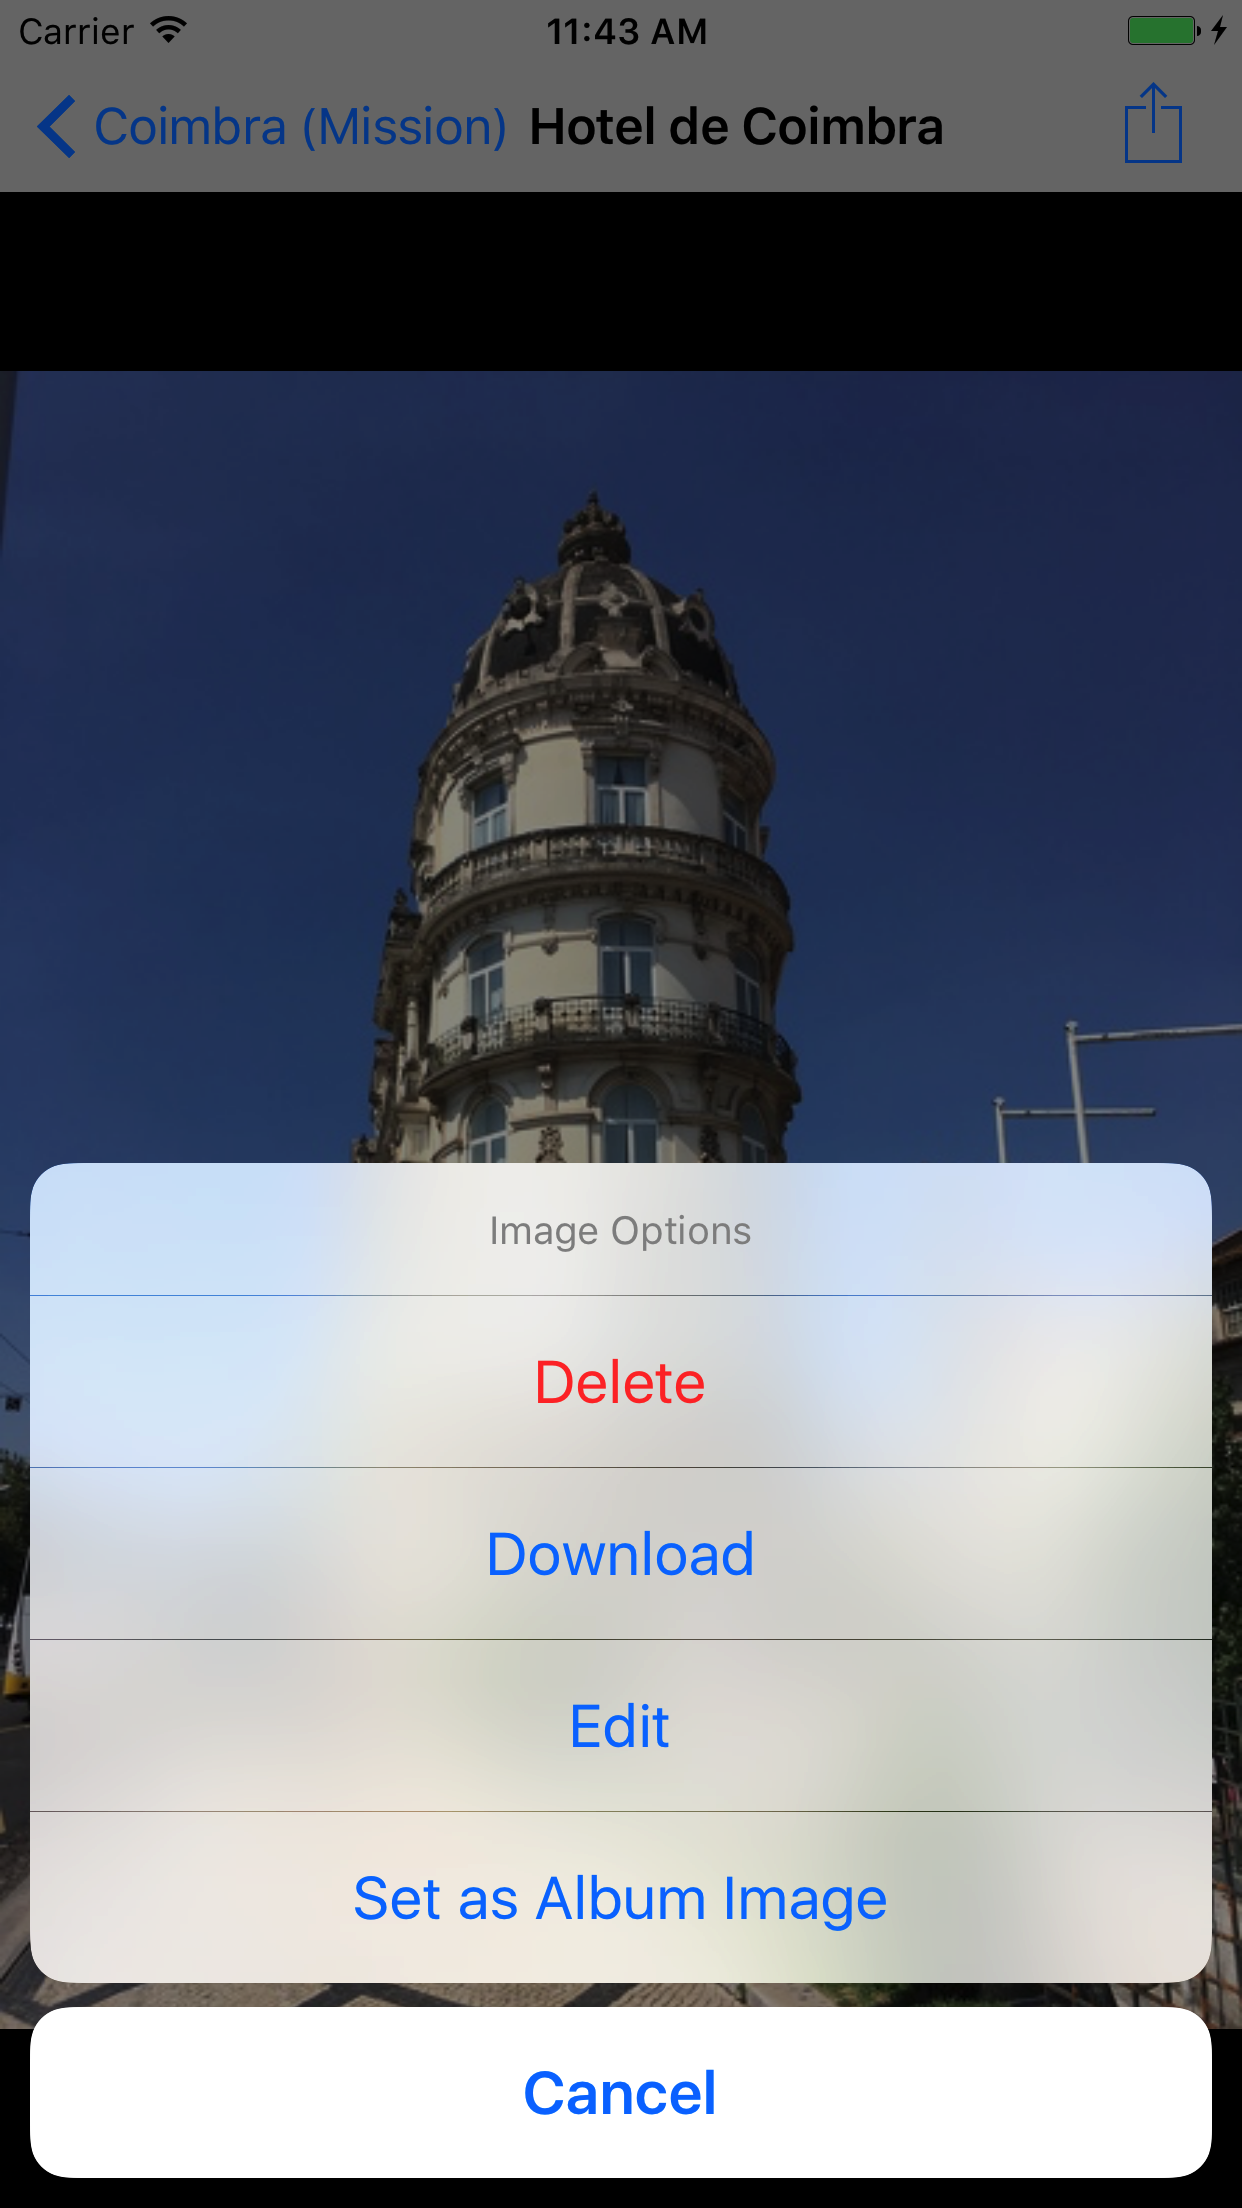 Carrier 11:43 AM
Coimbra (Mission) Hotel de Coimbra
Image Options
Delete
Download
Edit
Set as Album Image
Cancel